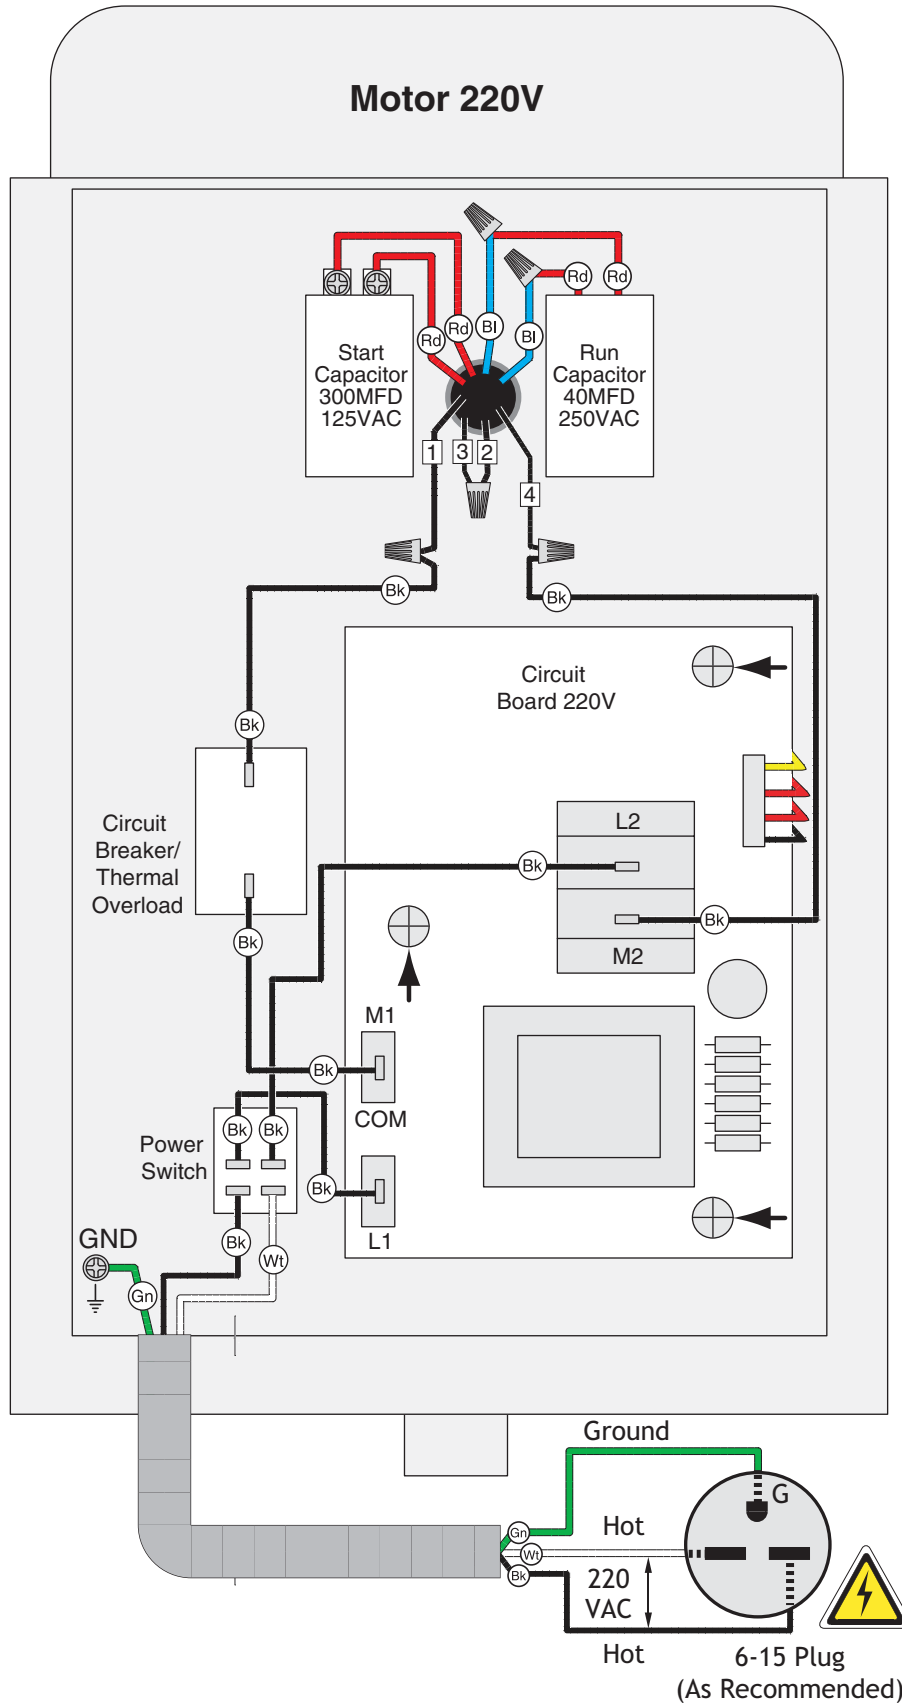 Motor 220V
Rd
Rd
Rd
Rd
Bl
Bl
Start
Capacitor
300MFD
125VAC
Run
Capacitor
40MFD
250VAC
1
3
2
4
Bk
Bk
Circuit
Board 220V
Bk
Circuit
Breaker/
Thermal
Overload
L2
Bk
Bk
M2
Bk
M1
Bk
COM
Power
Switch
Bk
Bk
Bk
L1
GND
Bk
Wt
Gn
Ground
G
Hot
Gn
Wt
Bk
220
VAC
Hot
6-15 Plug
(As Recommended)